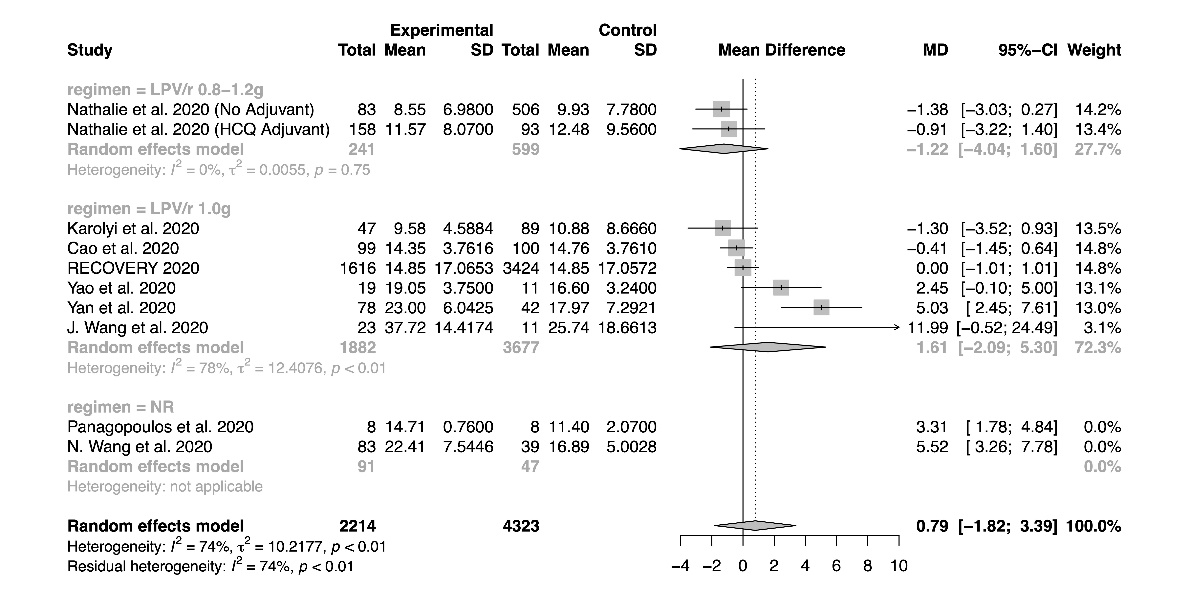 Experimental Control
Study Total Mean SD Total Mean SD Mean Difference MD 95%−CI Weight
regimen = LPV/r 0.8−1.2g
Nathalie et al. 2020 (No Adjuvant) 83 8.55 6.9800 506 9.93 7.7800 −1.38 [−3.03; 0.27] 14.2%
Nathalie et al. 2020 (HCQ Adjuvant) 158 11.57 8.0700 93 12.48 9.5600 −0.91 [−3.22; 1.40] 13.4%
Random effects model 241 599 −1.22 [−4.04; 1.60] 27.7%
Heterogeneity: I² = 0%, τ² = 0.0055, p = 0.75
regimen = LPV/r 1.0g
Karolyi et al. 2020 47 9.58 4.5884 89 10.88 8.6660 −1.30 [−3.52; 0.93] 13.5%
Cao et al. 2020 99 14.35 3.7616 100 14.76 3.7610 −0.41 [−1.45; 0.64] 14.8%
RECOVERY 2020 1616 14.85 17.0653 3424 14.85 17.0572 0.00 [−1.01; 1.01] 14.8%
Yao et al. 2020 19 19.05 3.7500 11 16.60 3.2400 2.45 [−0.10; 5.00] 13.1%
Yan et al. 2020 78 23.00 6.0425 42 17.97 7.2921 5.03 [ 2.45; 7.61] 13.0%
J. Wang et al. 2020 23 37.72 14.4174 11 25.74 18.6613 11.99 [−0.52; 24.49] 3.1%
Random effects model 1882 3677 1.61 [−2.09; 5.30] 72.3%
Heterogeneity: I² = 78%, τ² = 12.4076, p < 0.01
regimen = NR
Panagopoulos et al. 2020 8 14.71 0.7600 8 11.40 2.0700 3.31 [ 1.78; 4.84] 0.0%
N. Wang et al. 2020 83 22.41 7.5446 39 16.89 5.0028 5.52 [ 3.26; 7.78] 0.0%
Random effects model 91 47 0.0%
Heterogeneity: not applicable
Random effects model 2214 4323 0.79 [−1.82; 3.39] 100.0%
Heterogeneity: I² = 74%, τ² = 10.2177, p < 0.01
Residual heterogeneity: I² = 74%, p < 0.01
−4 −2 0 2 4 6 8 10